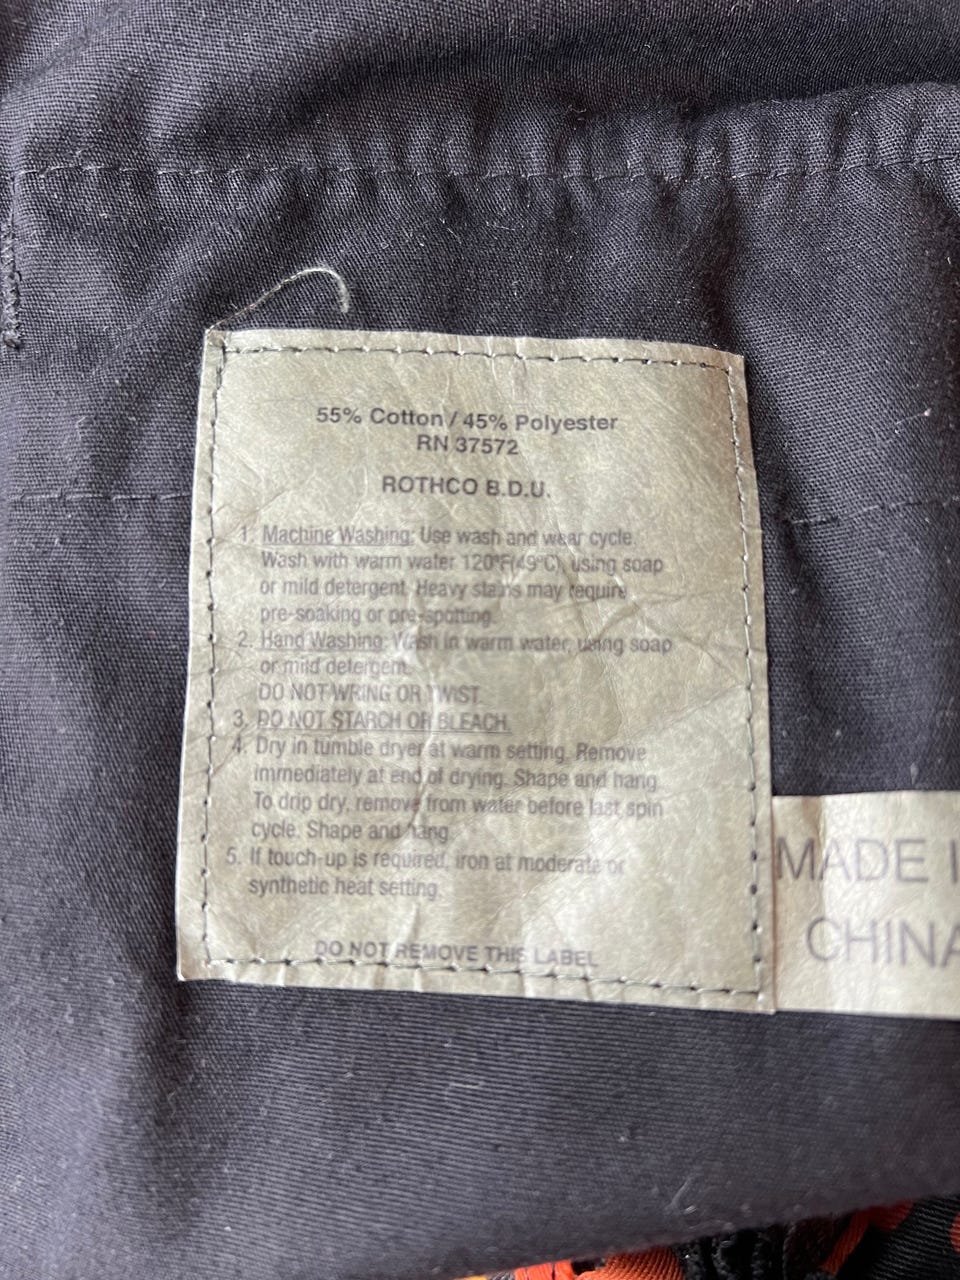 55% Cotton / 45% Polyester
RN 37572
ROTHCO B.D.U.
1. Machine Washing: Use wash and wear cycle.
Wash with warm water 120°F(49°C), using soap
or mild detergent. Heavy stains may require
pre-soaking or pre-spotting.
2. Hand Washing: Wash in warm water, using soap
or mild detergent.
DO NOT WRING OR TWIST.
3. DO NOT STARCH OR BLEACH.
4. Dry in tumble dryer at warm setting. Remove
immediately at end of drying. Shape and hang.
To drip dry, remove from water before last spin
cycle. Shape and hang.
5. If touch-up is required, iron at moderate or
synthetic heat setting.
DO NOT REMOVE THIS LABEL
MADE I
CHINA